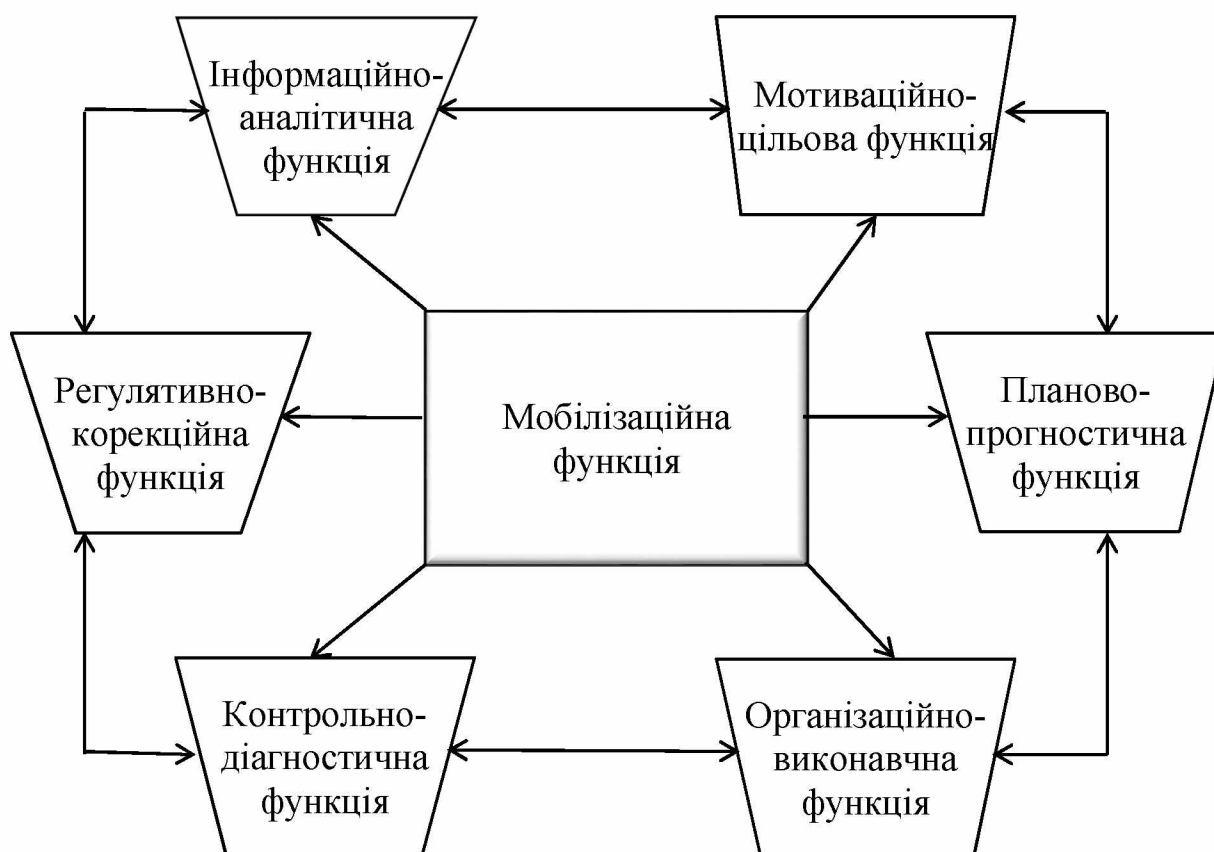 Інформаційно-
аналітична
функція
Мотиваційно-
цільова функція
Регулятивно-
корекційна
функція
Мобілізаційна
функція
Планово-
прогностична
функція
Контрольно-
діагностична
функція
Організаційно-
виконавча
функція